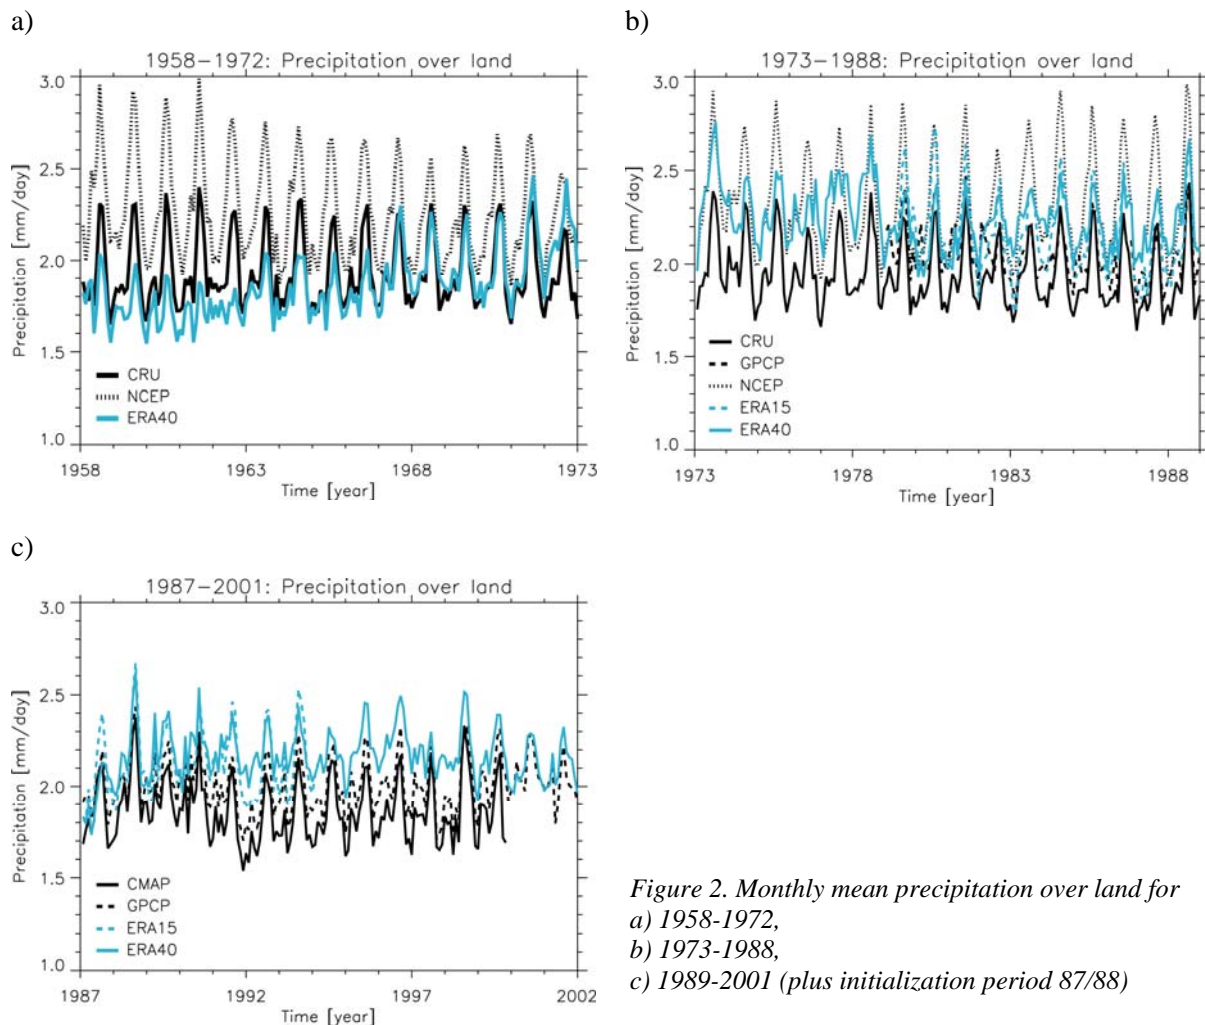 a)
1958−1972: Precipitation over land
3.0
2.5
2.0
1.5
1.0
Precipitation [mm/day]
CRU
NCEP
ERA40
1958
1963
1968
1973
Time [year]
b)
1973−1988: Precipitation over land
3.0
2.5
2.0
1.5
1.0
Precipitation [mm/day]
CRU
GPCP
NCEP
ERA15
ERA40
1973
1978
1983
1988
Time [year]
c)
1987−2001: Precipitation over land
3.0
2.5
2.0
1.5
1.0
Precipitation [mm/day]
CMAP
GPCP
ERA15
ERA40
1987
1992
1997
2002
Time [year]
Figure 2. Monthly mean precipitation over land for
a) 1958-1972,
b) 1973-1988,
c) 1989-2001 (plus initialization period 87/88)